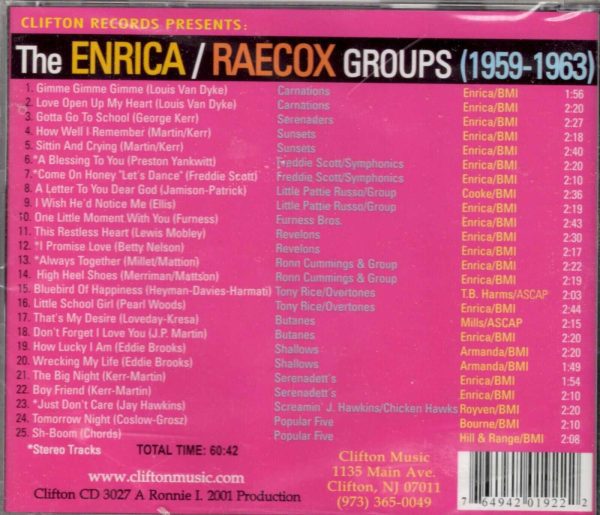 CLIFTON RECORDS PRESENTS:
The ENRICA / RAECOX GROUPS (1959-1963)
1. Gimme Gimme Gimme (Louis Van Dyke) Carnations Enrica/BMI 1:56
2. Love Open Up My Heart (Louis Van Dyke) Carnations Enrica/BMI 2:20
3. Gotta Go To School (George Kerr) Serenaders Enrica/BMI 2:27
4. How Well I Remember (Martin/Kerr) Sunsets Enrica/BMI 2:18
5. Sittin And Crying (Martin/Kerr) Sunsets Enrica/BMI 2:40
6. *A Blessing To You (Preston Yankwitt) Freddie Scott/Symphonics Enrica/BMI 2:20
7. *Come On Honey "Let's Dance" (Freddie Scott) Freddie Scott/Symphonics Enrica/BMI 2:10
8. A Letter To You Dear God (Jamison-Patrick) Little Pattie Russo/Group Cooke/BMI 2:36
9. I Wish He'd Notice Me (Ellis) Little Pattie Russo/Group Enrica/BMI 2:19
10. One Little Moment With You (Furness) Furness Bros. Enrica/BMI 2:43
11. This Restless Heart (Lewis Mobley) Revelons Enrica/BMI 2:30
12. *I Promise Love (Betty Nelson) Revelons Enrica/BMI 2:17
13. *Always Together (Millet/Mattion) Ronn Cummings & Group Enrica/BMI 2:22
14. High Heel Shoes (Merriman/Mattson) Ronn Cummings & Group Enrica/BMI 2:19
15. Bluebird Of Happiness (Heyman-Davies-Harmati) Tony Rice/Overtones T.B. Harms/ASCAP 2:03
16. Little School Girl (Pearl Woods) Tony Rice/Overtones Enrica/BMI 2:44
17. That's My Desire (Loveday-Kresa) Butanes Mills/ASCAP 2:15
18. Don't Forget I Love You (J.P. Martin) Butanes Enrica/BMI 2:20
19. How Lucky I Am (Eddie Brooks) Shallows Armanda/BMI 2:20
20. Wrecking My Life (Eddie Brooks) Shallows Armanda/BMI 1:49
21. The Big Night (Kerr-Martin) Serenadett's Enrica/BMI 1:54
22. Boy Friend (Kerr-Martin) Serenadett's Enrica/BMI 2:10
23. *Just Don't Care (Jay Hawkins) Screamin' J. Hawkins/Chicken Hawks Royven/BMI 2:20
24. Tomorrow Night (Coslow-Grosz) Popular Five Bourne/BMI 2:10
25. Sh-Boom (Chords) Popular Five Hill & Range/BMI 2:08
*Stereo Tracks TOTAL TIME: 60:42
www.cliftonmusic.com
Clifton CD 3027 A Ronnie I. 2001 Production
Clifton Music
1135 Main Ave.
Clifton, NJ 07011
(973) 365-0049
7 64942 01922 2